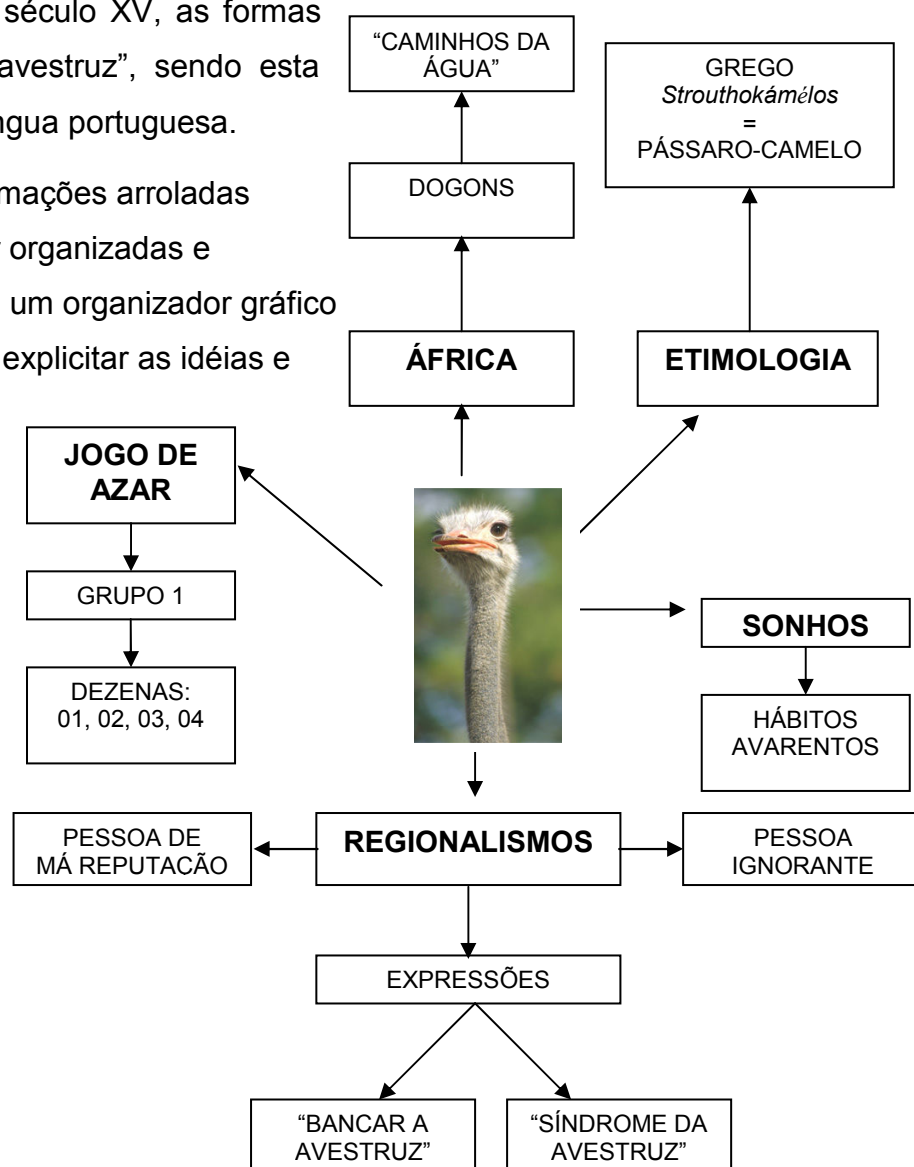 século XV, as formas
avestruz”, sendo esta
ngua portuguesa.
mações arroladas
organizadas e
um organizador gráfico
explicitar as idéias e
“CAMINHOS DA
ÁGUA”
DOGONS
ÁFRICA
GREGO
Strouthokámélos
=
PÁSSARO-CAMELO
ETIMOLOGIA
JOGO DE
AZAR
GRUPO 1
DEZENAS:
01, 02, 03, 04
SONHOS
HÁBITOS
AVARENTOS
PESSOA DE
MÁ REPUTAÇÃO
REGIONALISMOS
PESSOA
IGNORANTE
EXPRESSÕES
“BANCAR A
AVESTRUZ”
“SÍNDROME DA
AVESTRUZ”